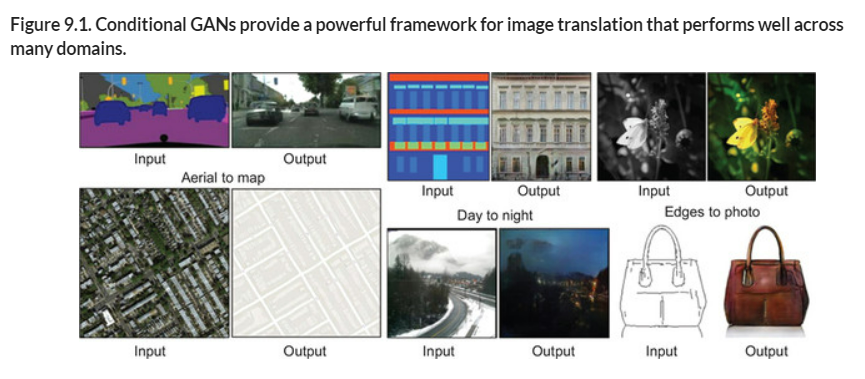 Figure 9.1. Conditional GANs provide a powerful framework for image translation that performs well across
many domains.
Input
Output
Input
Output
Input
Output
Aerial to map
Day to night
Edges to photo
Input
Output
Input
Output
Input
Output